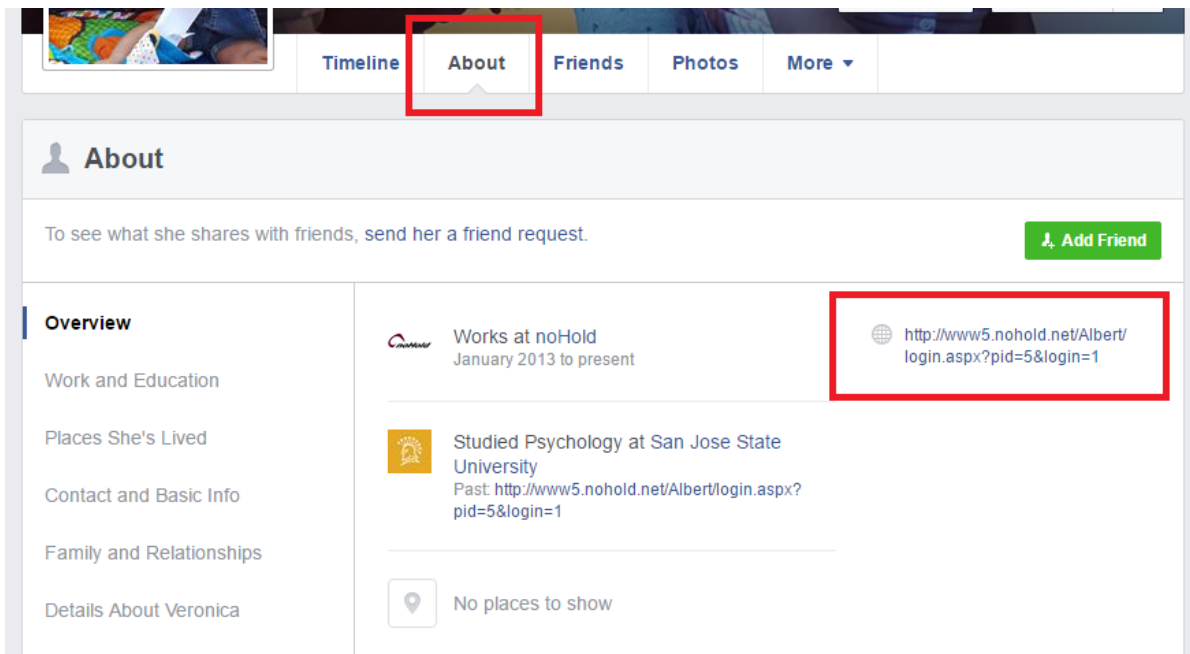 Timeline About Friends Photos More
About
To see what she shares with friends, send her a friend request.
Add Friend
Overview
Work and Education
Places She's Lived
Contact and Basic Info
Family and Relationships
Details About Veronica
noHold
Works at noHold
January 2013 to present
Studied Psychology at San Jose State
University
Past: http://www5.nohold.net/Albert/login.aspx?
pid=5&login=1
No places to show
http://www5.nohold.net/Albert/
login.aspx?pid=5&login=1